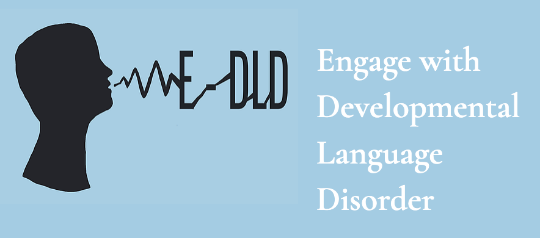 E-DLD
Engage with
Developmental
Language
Disorder